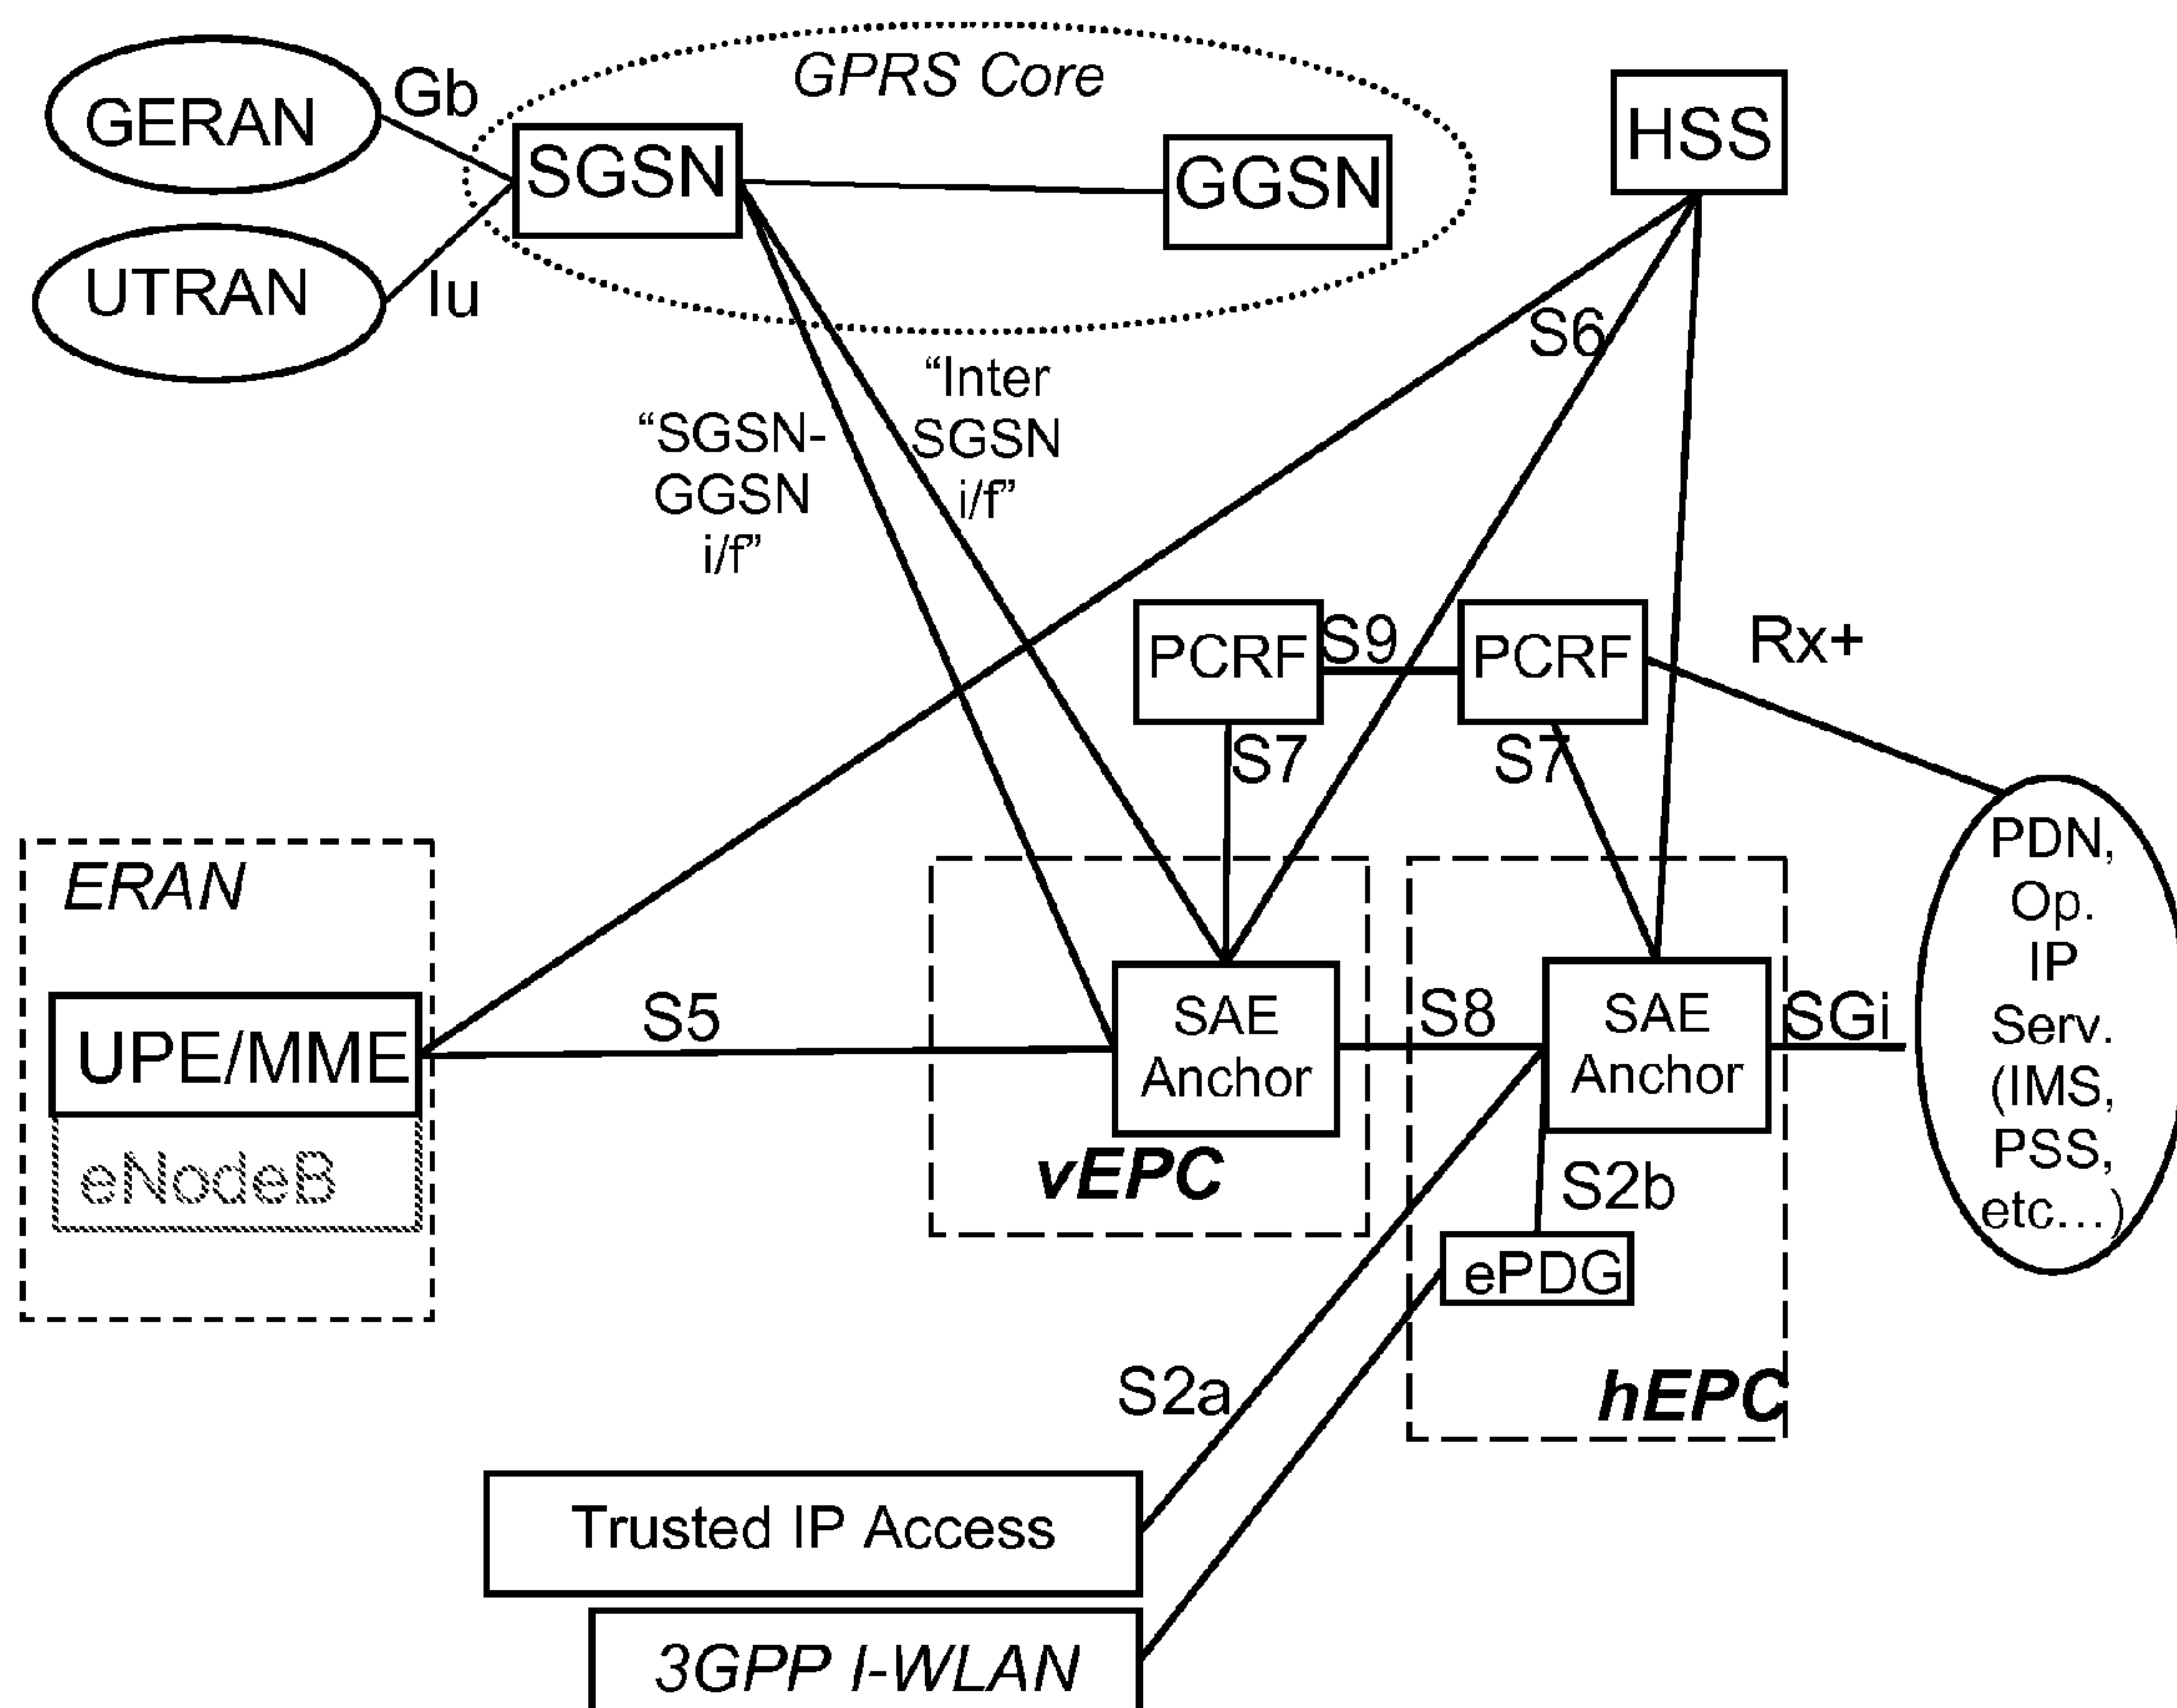 GPRS Core
GERAN
Gb
SGSN
GGSN
HSS
UTRAN
Iu
S6
“Inter
SGSN
i/f”
“SGSN-
GGSN
i/f”
PCRF
S9
PCRF
Rx+
S7
S7
ERAN
UPE/MME
eNodeB
S5
SAE
Anchor
vEPC
S8
SAE
Anchor
SGi
PDN,
Op.
IP
Serv.
(IMS,
PSS,
etc...)
S2b
ePDG
hEPC
S2a
Trusted IP Access
3GPP I-WLAN